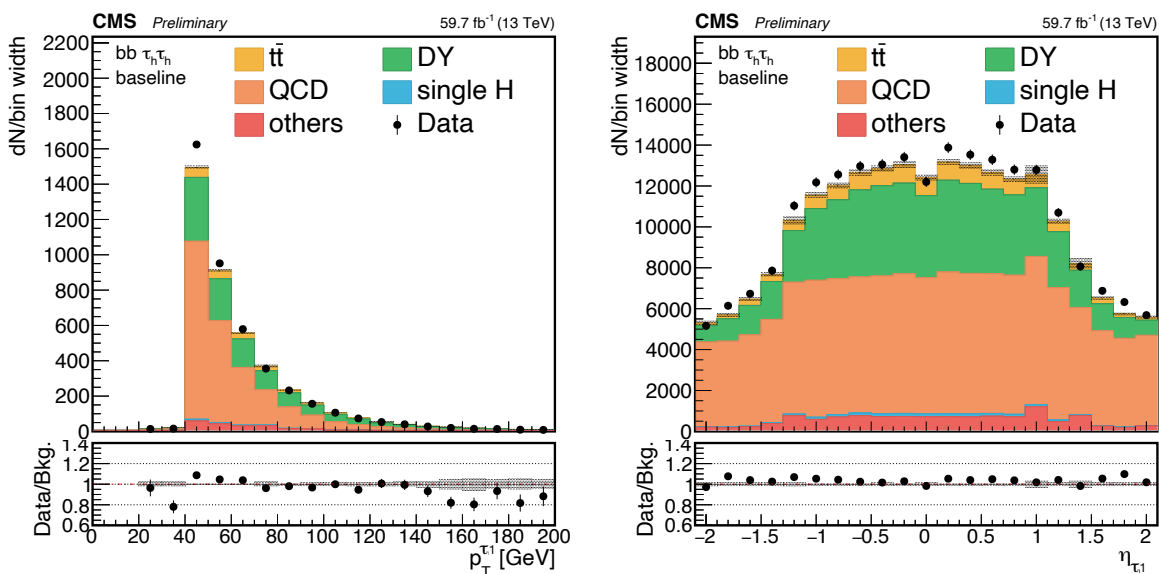 CMS Preliminary 59.7 fb⁻¹ (13 TeV)
dN/bin width
2200
2000
1800
1600
1400
1200
1000
800
600
400
200
0
bb τhτh
baseline
tt̄ DY
QCD single H
others Data
Data/Bkg.
1.4
1.2
1
0.8
0.6
0 20 40 60 80 100 120 140 160 180 200
p_T^τ,1 [GeV]
CMS Preliminary 59.7 fb⁻¹ (13 TeV)
dN/bin width
18000
16000
14000
12000
10000
8000
6000
4000
2000
0
bb τhτh
baseline
tt̄ DY
QCD single H
others Data
Data/Bkg.
1.4
1.2
1
0.8
0.6
−2 −1.5 −1 −0.5 0 0.5 1 1.5 2
η_τ,1